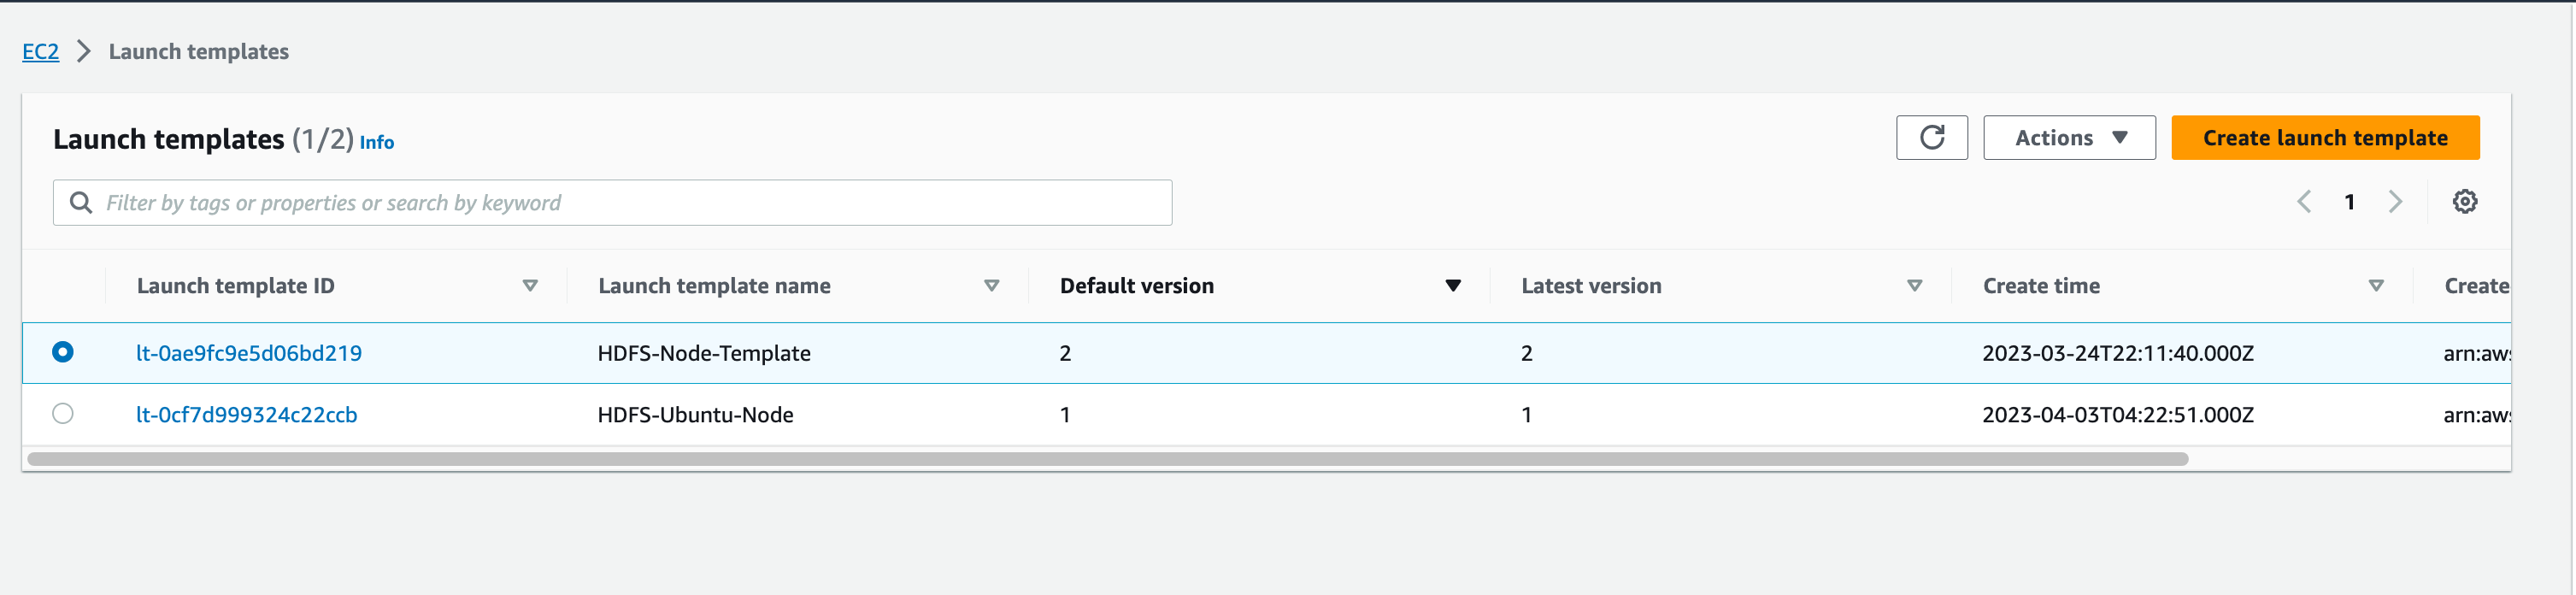 EC2 Launch templates
Launch templates (1/2) Info
Actions
Create launch template
Filter by tags or properties or search by keyword
1
Launch template ID Launch template name Default version Latest version Create time Create
lt-0ae9fc9e5d06bd219 HDFS-Node-Template 2 2 2023-03-24T22:11:40.000Z arn:aws
lt-0cf7d999324c22ccb HDFS-Ubuntu-Node 1 1 2023-04-03T04:22:51.000Z arn:aws